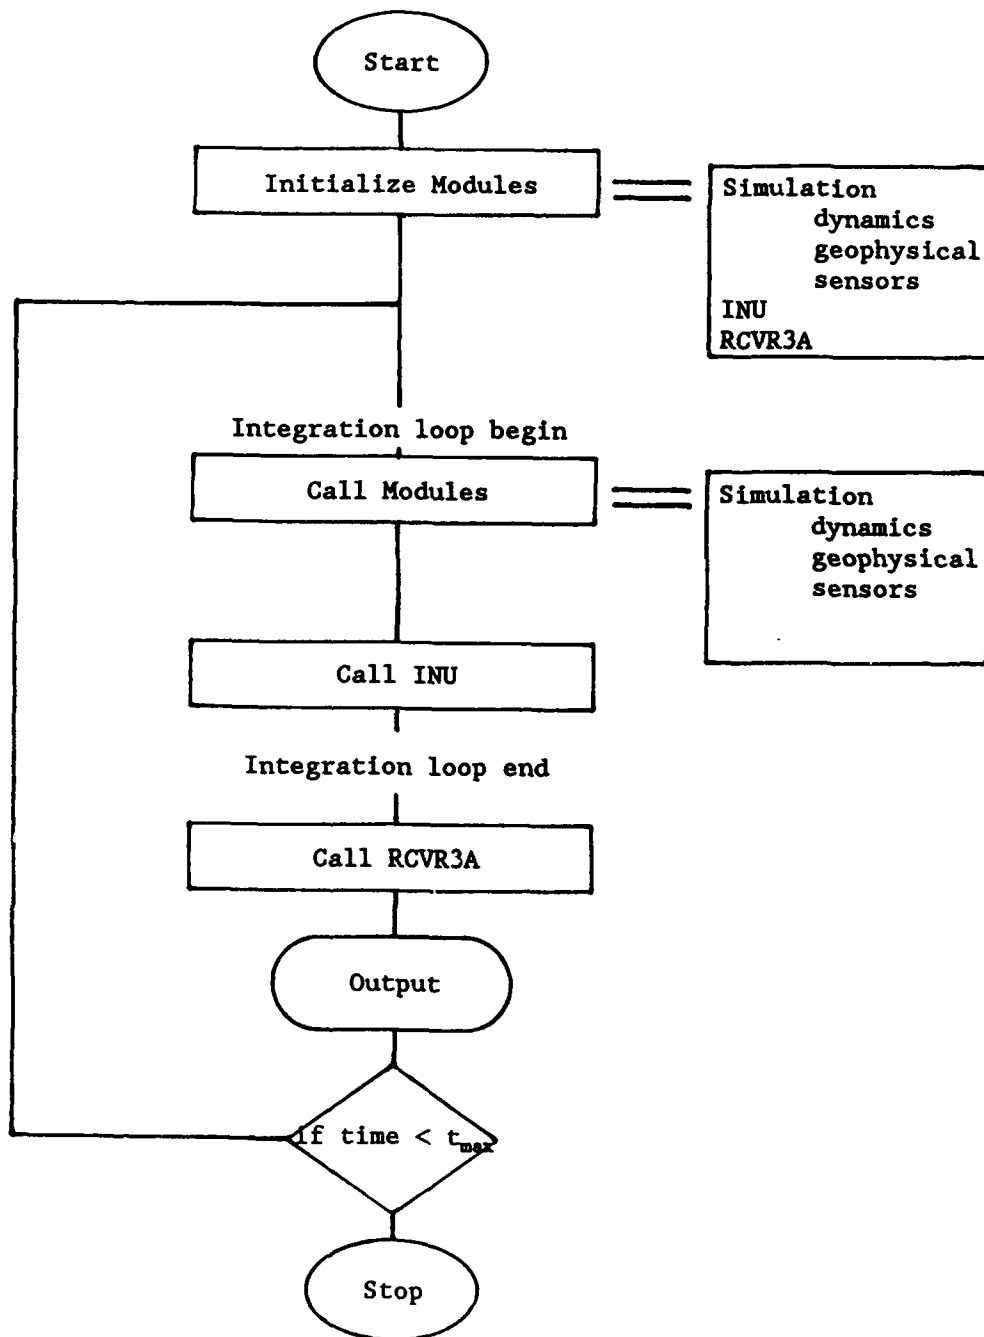 Start
Initialize Modules
Simulation
dynamics
geophysical
sensors
INU
RCVR3A
Integration loop begin
Call Modules
Simulation
dynamics
geophysical
sensors
Call INU
Integration loop end
Call RCVR3A
Output
if time < t_max
Stop